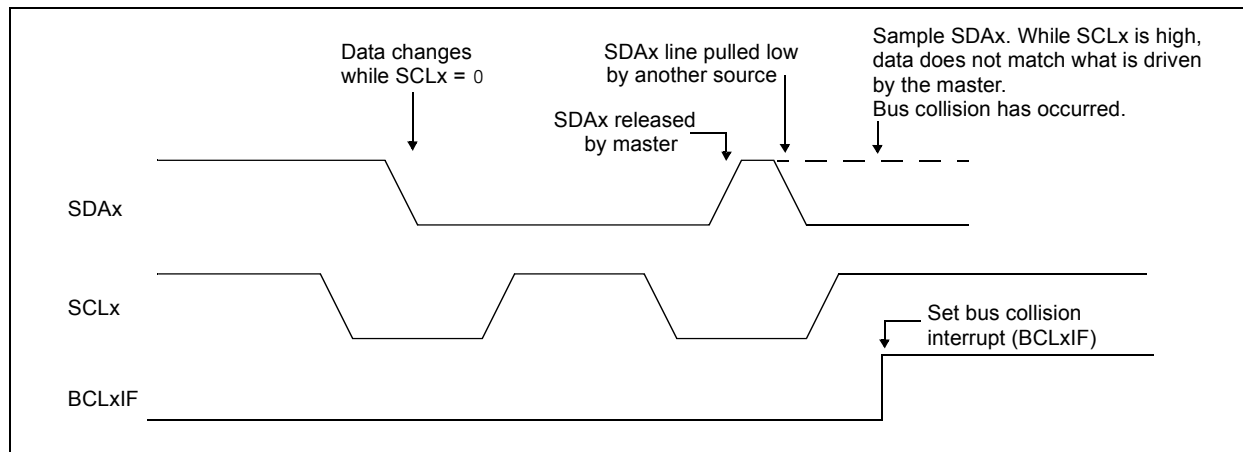 Data changes
while SCLx = 0
SDAx line pulled low
by another source
Sample SDAx. While SCLx is high,
data does not match what is driven
by the master.
Bus collision has occurred.
SDAx released
by master
SDAx
SCLx
Set bus collision
interrupt (BCLxIF)
BCLxIF